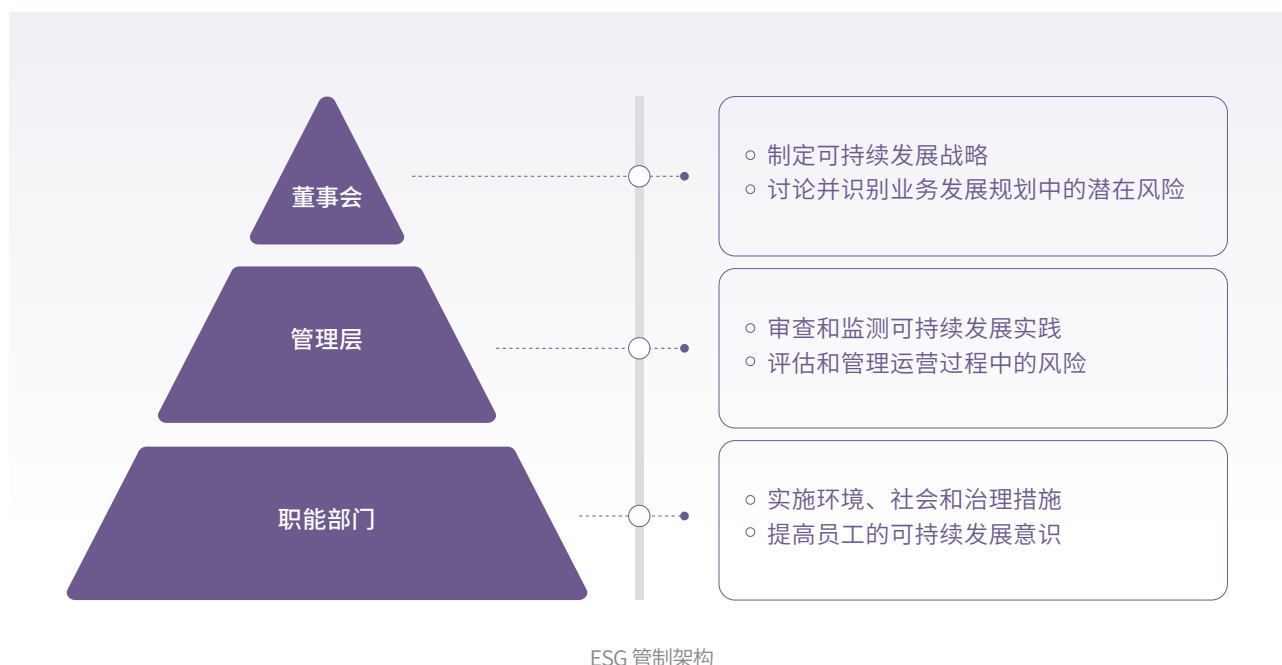 董事会
制定可持续发展战略
讨论并识别业务发展规划中的潜在风险
管理层
审查和监测可持续发展实践
评估和管理运营过程中的风险
职能部门
实施环境、社会和治理措施
提高员工的可持续发展意识
ESG 管制架构